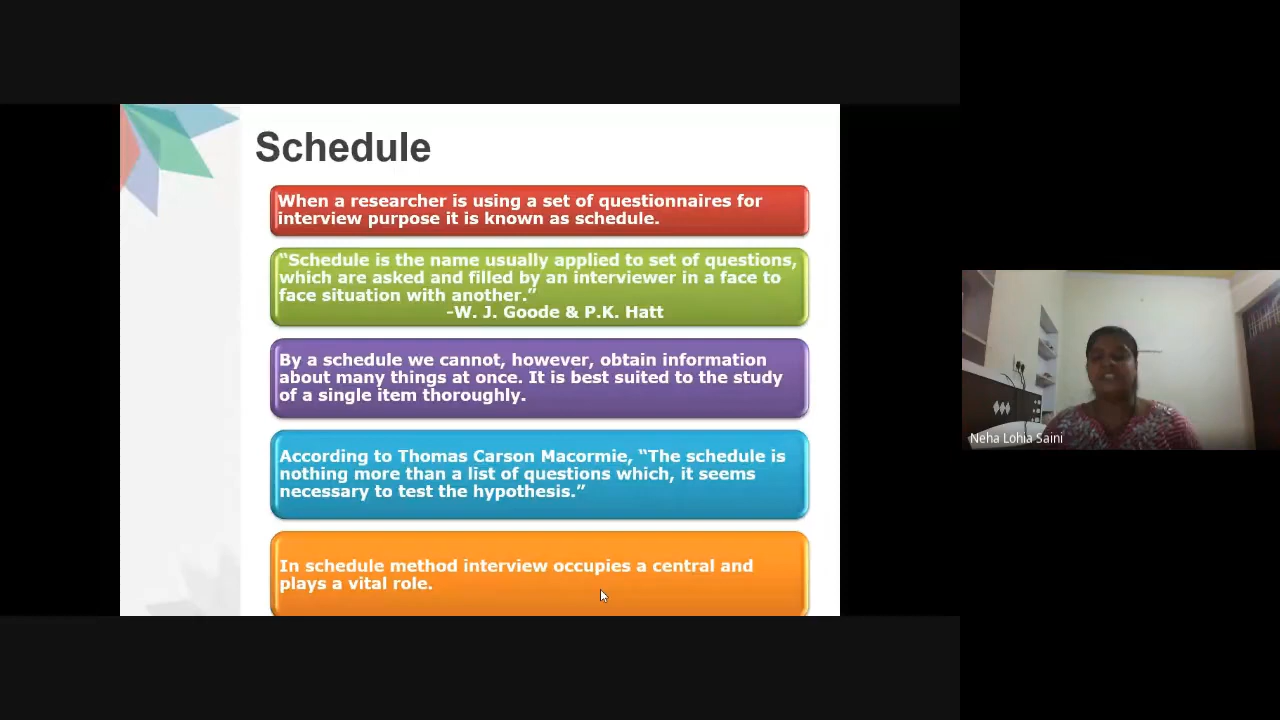 Schedule
When a researcher is using a set of questionnaires for
interview purpose it is known as schedule.
“Schedule is the name usually applied to set of questions,
which are asked and filled by an interviewer in a face to
face situation with another.”
-W. J. Goode & P.K. Hatt
By a schedule we cannot, however, obtain information
about many things at once. It is best suited to the study
of a single item thoroughly.
According to Thomas Carson Macormie, “The schedule is
nothing more than a list of questions which, it seems
necessary to test the hypothesis.”
In schedule method interview occupies a central and
plays a vital role.
Neha Lohia Saini